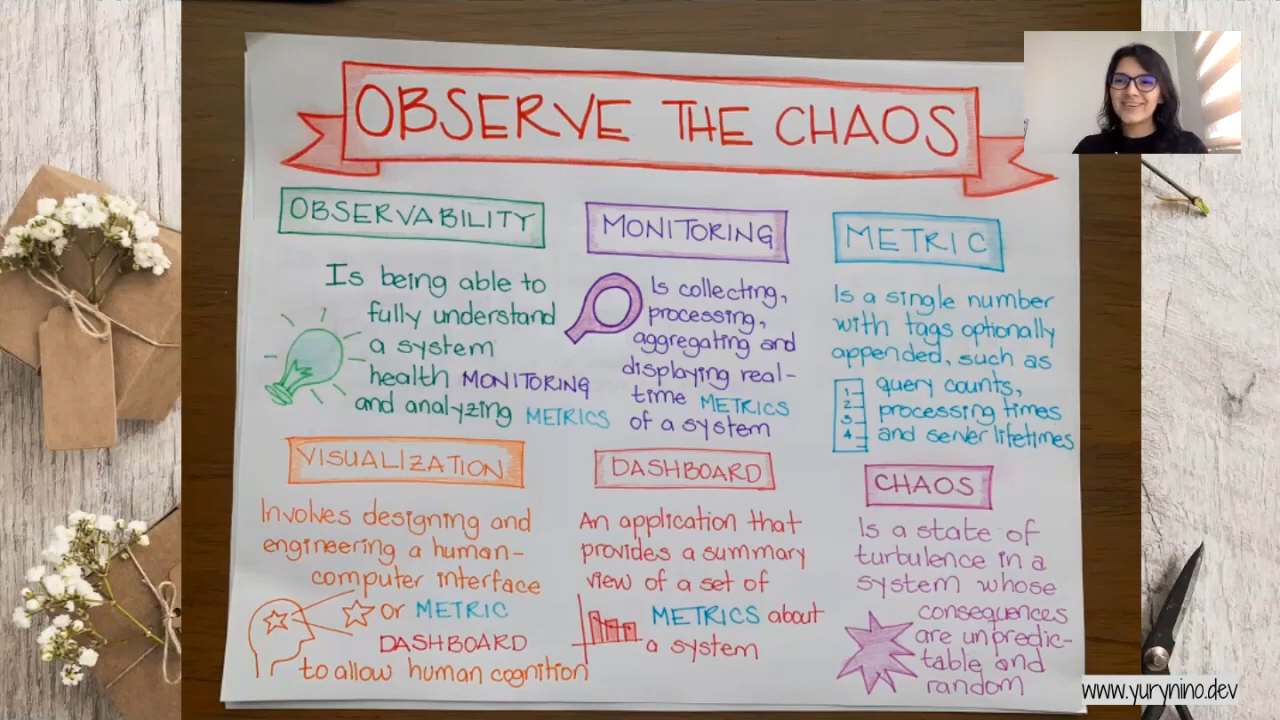 OBSERVE THE CHAOS
OBSERVABILITY
Is being able to
fully understand
a system
health MONITORING
and analyzing METRICS
MONITORING
Is collecting,
processing,
aggregating and
displaying real-
time METRICS
of a system
METRIC
Is a single number
with tags optionally
appended, such as
query counts,
processing times
and server lifetimes
1
2
3
4
VISUALIZATION
Involves designing and
engineering a human-
computer interface
or METRIC
DASHBOARD
to allow human cognition
DASHBOARD
An application that
provides a summary
view of a set of
METRICS about
a system
CHAOS
Is a state of
turbulence in a
system whose
consequences
are unpredic-
table and
random
www.yurynino.dev